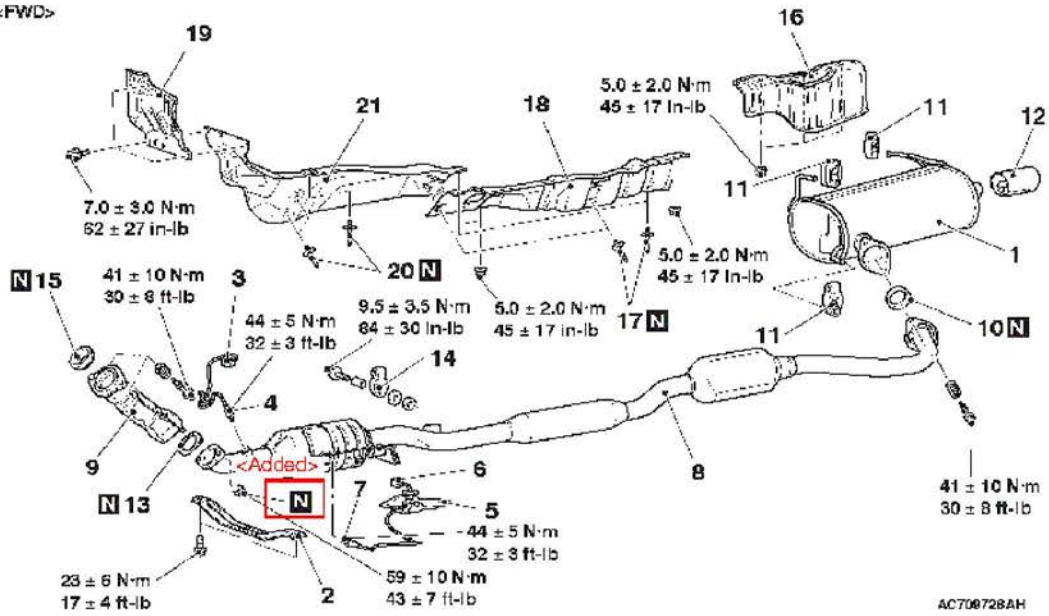 <FWD>
19
16
5.0 ± 2.0 N·m
45 ± 17 in-lb
11
12
21
18
11
7.0 ± 3.0 N·m
62 ± 27 in-lb
1
20 N
5.0 ± 2.0 N·m
45 ± 17 in-lb
N 15
41 ± 10 N·m
30 ± 8 ft-lb
3
9.5 ± 3.5 N·m
84 ± 30 in-lb
5.0 ± 2.0 N·m
45 ± 17 in-lb
17 N
11
10 N
44 ± 5 N·m
32 ± 3 ft-lb
14
4
9
<Added>
6
8
N 13
N
7
5
41 ± 10 N·m
30 ± 8 ft-lb
44 ± 5 N·m
32 ± 3 ft-lb
23 ± 6 N·m
17 ± 4 ft-lb
2
59 ± 10 N·m
43 ± 7 ft-lb
AC709728AH